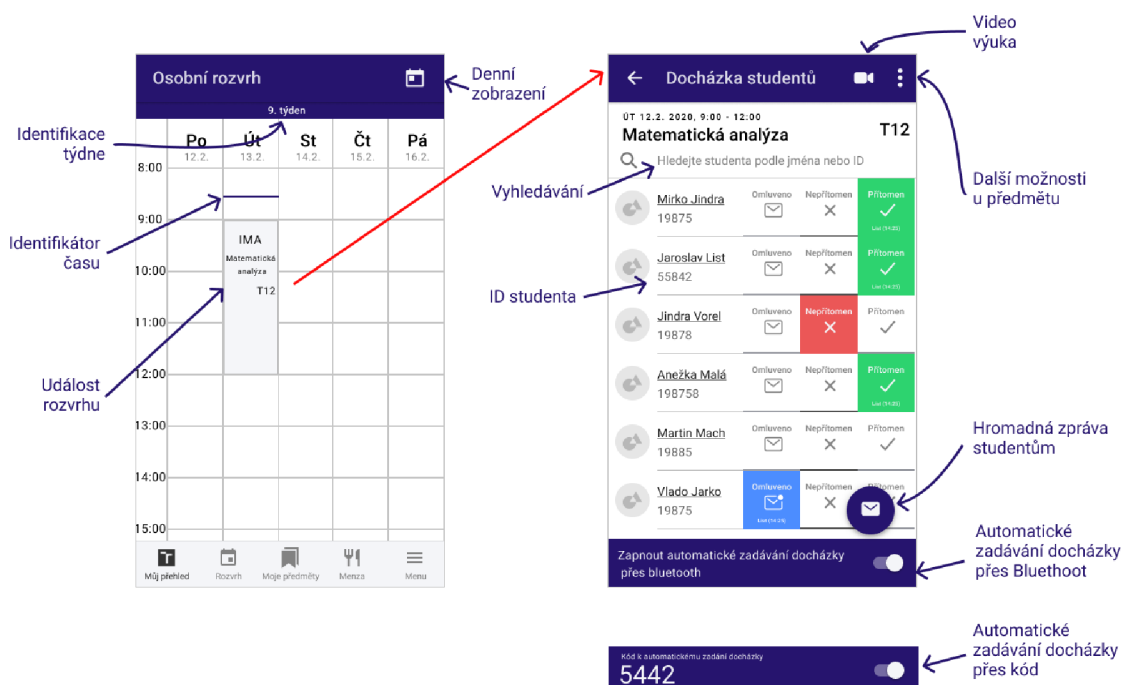 Video
výuka
Osobní rozvrh
Denní
zobrazení
Docházka studentů
9. týden
Identifikace
týdne
Po
Út
St
Čt
Pá
12.2.
13.2.
14.2.
15.2.
16.2.
8:00
9:00
10:00
11:00
12:00
13:00
14:00
15:00
Identifikátor
času
IMA
Matematická
analýza
T12
Událost
rozvrhu
Můj přehled
Rozvrh
Moje předměty
Menza
Menu
ÚT 12.2. 2020, 9:00 - 12:00
Matematická analýza
T12
Hledejte studenta podle jména nebo ID
Vyhledávání
Další možnosti
u předmětu
Mirko Jindra
19875
Omluveno
Nepřítomen
Přítomen
Jaroslav List
55842
Omluveno
Nepřítomen
Přítomen
ID studenta
Jindra Vorel
19878
Omluveno
Nepřítomen
Přítomen
Anežka Malá
198758
Omluveno
Nepřítomen
Přítomen
Martin Mach
19885
Omluveno
Nepřítomen
Přítomen
Hromadná zpráva
studentům
Vlado Jarko
19875
Omluveno
Nepřítomen
Přítomen
Zapnout automatické zadávání docházky
přes bluetooth
Automatické
zadávání docházky
přes Bluethoot
Kód k automatickému zadání docházky
5442
Automatické
zadávání docházky
přes kód